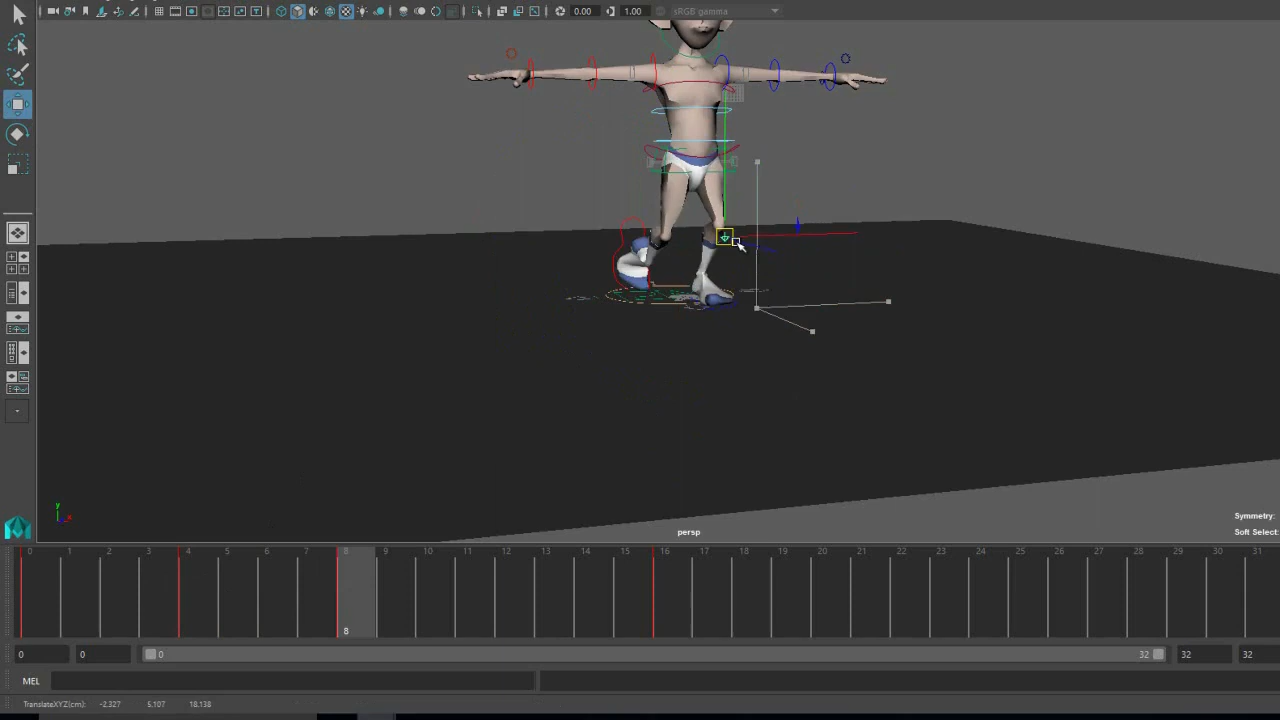 0.00 1.00 sRGB gamma
y
x
persp
Symmetry:
Soft Select:
0 1 2 3 4 5 6 7 8 9 10 11 12 13 14 15 16 17 18 19 20 21 22 23 24 25 26 27 28 29 30 31
8
0 0 0 32 32 32
MEL
TranslateXYZ(cm): -2.327 5.107 18.138